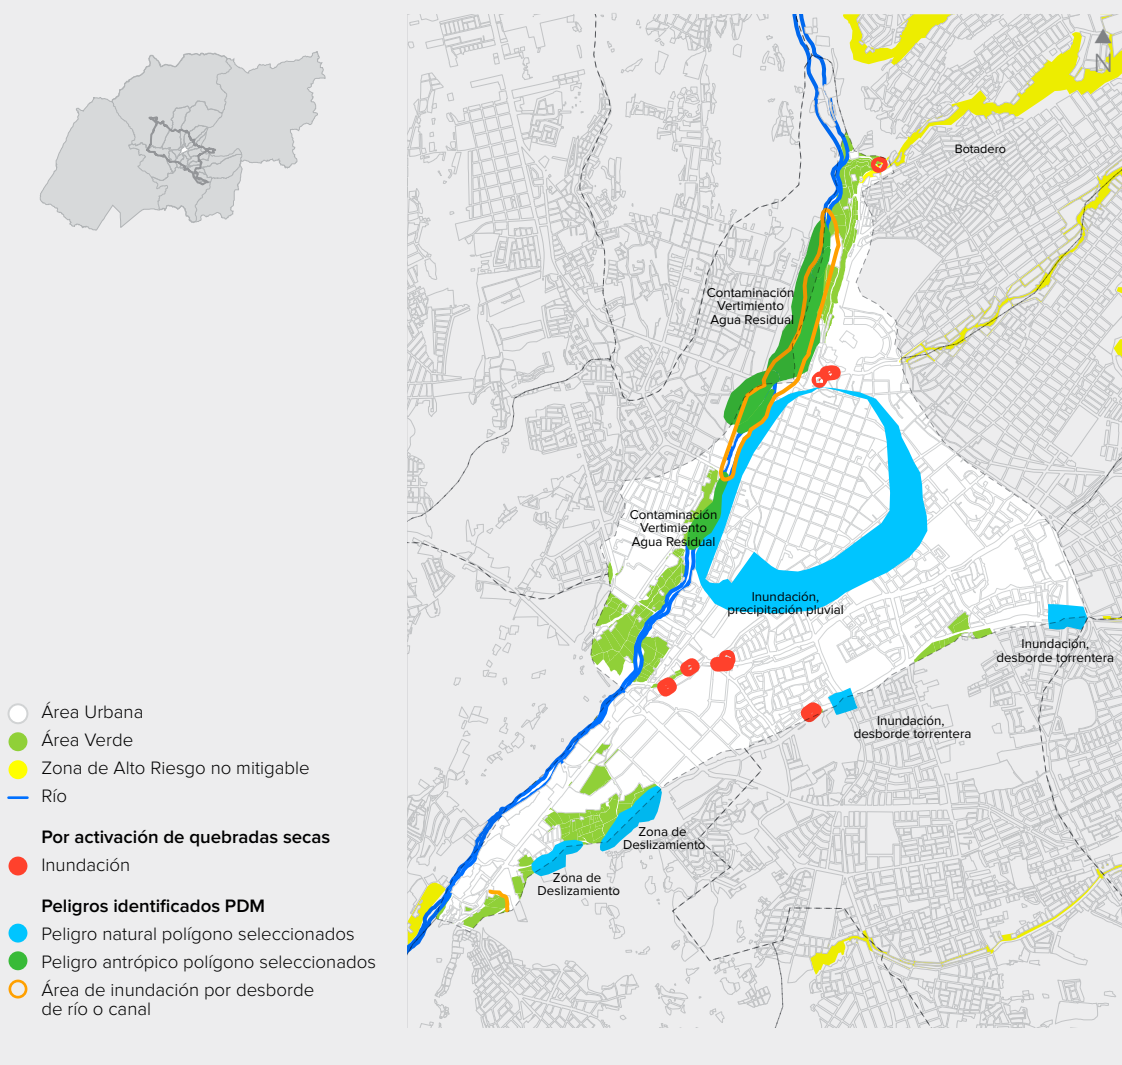 N
Botadero
Contaminación
Vertimiento
Agua Residual
Contaminación
Vertimiento
Agua Residual
Inundación,
precipitación pluvial
Inundación,
desborde torrentera
Inundación,
desborde torrentera
Zona de
Deslizamiento
Zona de
Deslizamiento
Área Urbana
Área Verde
Zona de Alto Riesgo no mitigable
Río
Por activación de quebradas secas
Inundación
Peligros identificados PDM
Peligro natural polígono seleccionados
Peligro antrópico polígono seleccionados
Área de inundación por desborde
de río o canal